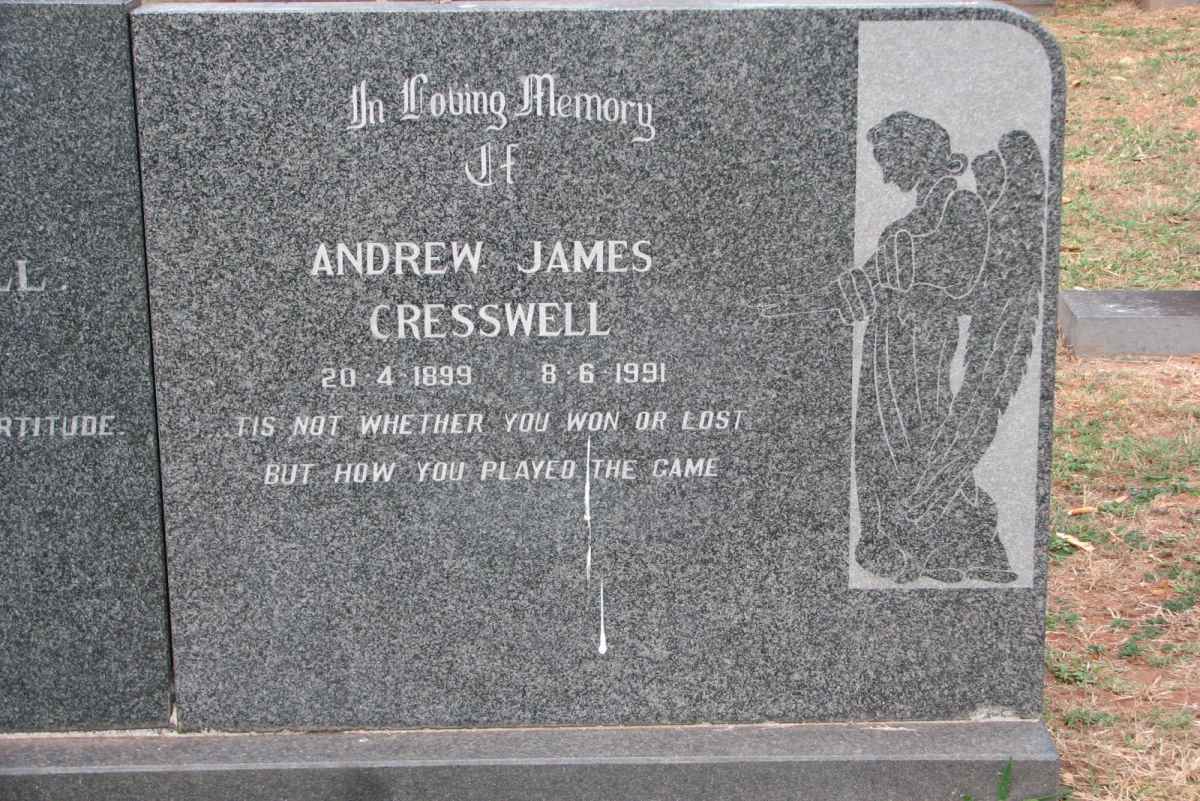 In Loving Memory
Of
ANDREW JAMES
CRESSWELL
20·4·1899 8·6·1991
...TIS NOT WHETHER YOU WON OR LOST
BUT HOW YOU PLAYED THE GAME
LL.
RTITUDE.